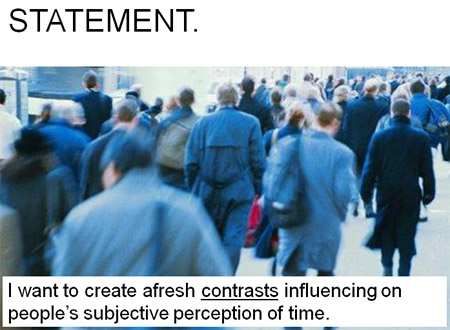 STATEMENT.
I want to create afresh contrasts influencing on
people's subjective perception of time.